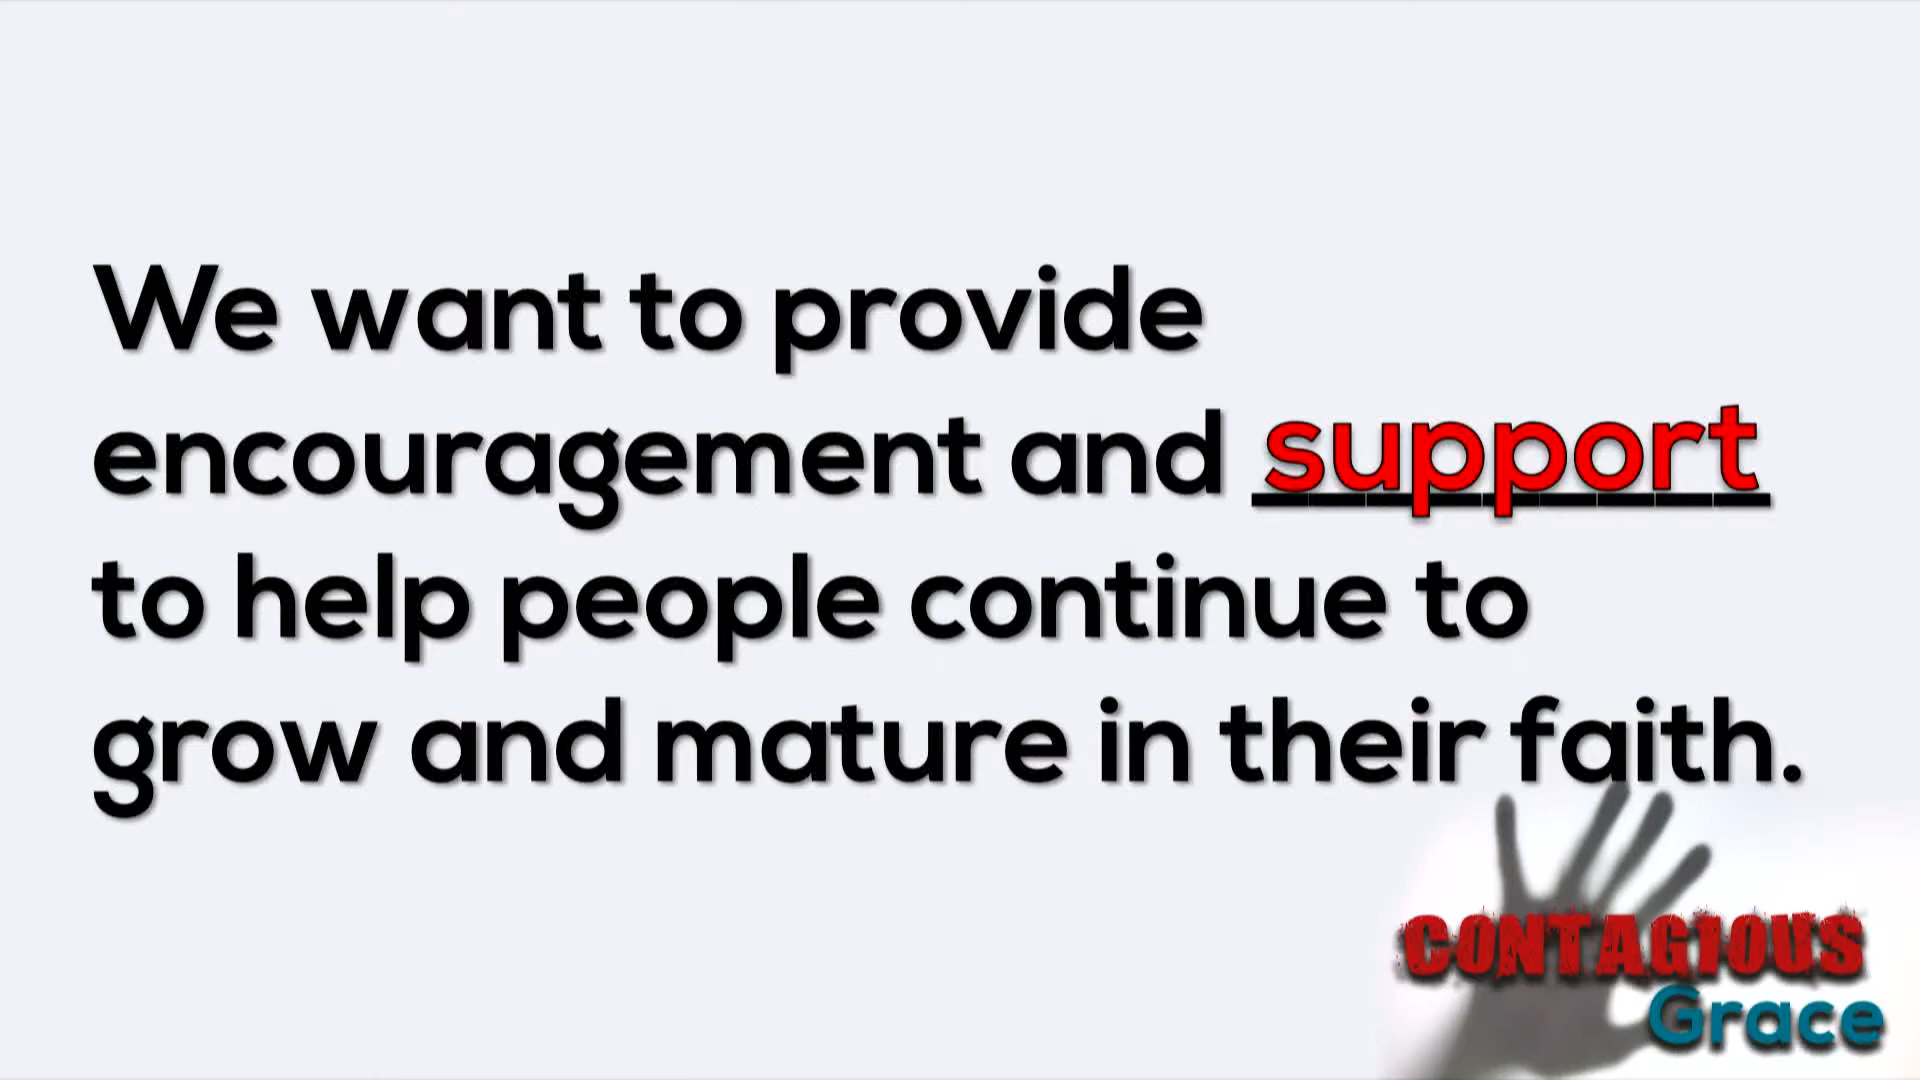 We want to provide
encouragement and support
to help people continue to
grow and mature in their faith.
CONTAGIOUS
Grace